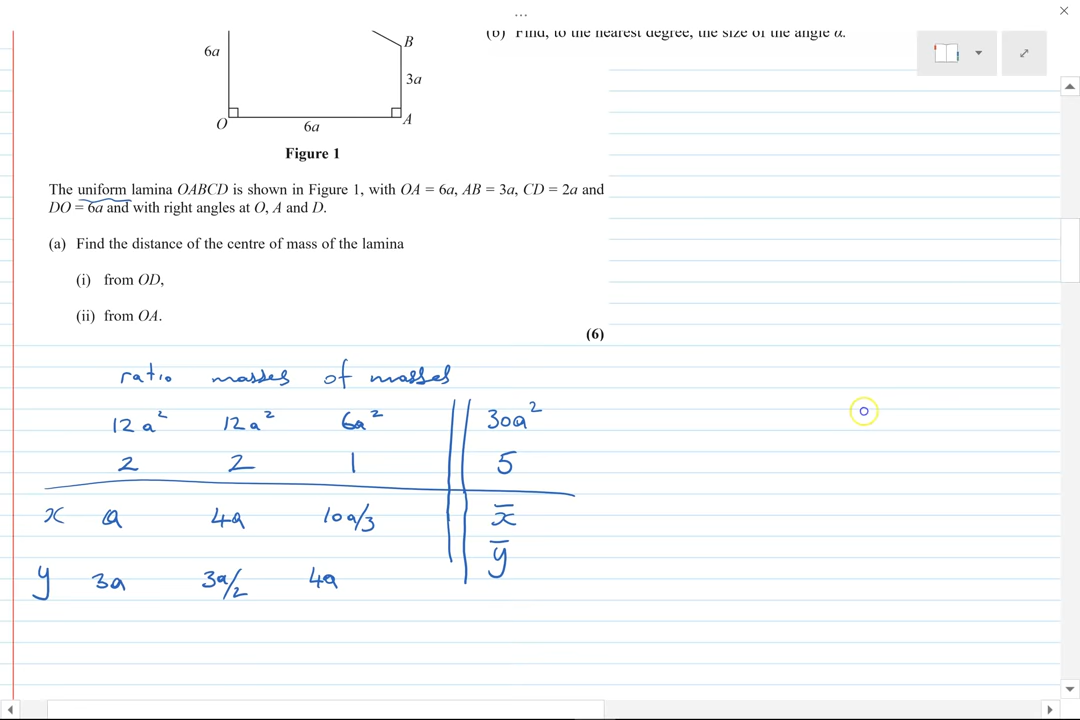 B
(b) Find, to the nearest degree, the size of the angle α.
6a
3a
O
A
6a
Figure 1
The uniform lamina OABCD is shown in Figure 1, with OA = 6a, AB = 3a, CD = 2a and
DO = 6a and with right angles at O, A and D.
(a) Find the distance of the centre of mass of the lamina
(i) from OD,
(ii) from OA.
(6)
ratio masses of masses
12a² 12a² 6a² 30a²
2 2 1 5
x a 4a 10a/3 x̄
y 3a 3a/2 4a ȳ